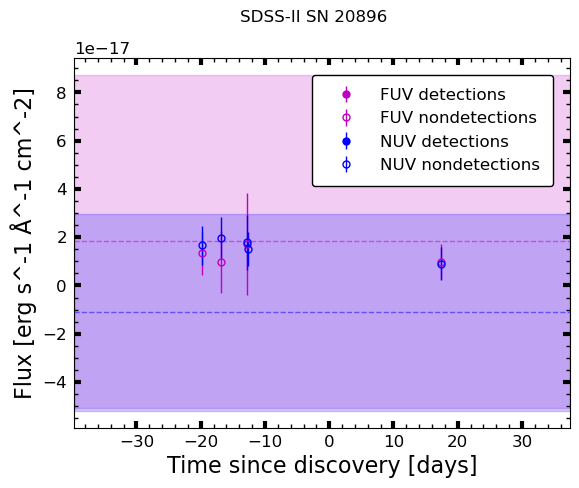 SDSS-II SN 20896
1e−17
FUV detections
FUV nondetections
NUV detections
NUV nondetections
8
6
4
2
0
−2
−4
Flux [erg s^-1 Å^-1 cm^-2]
−30
−20
−10
0
10
20
30
Time since discovery [days]